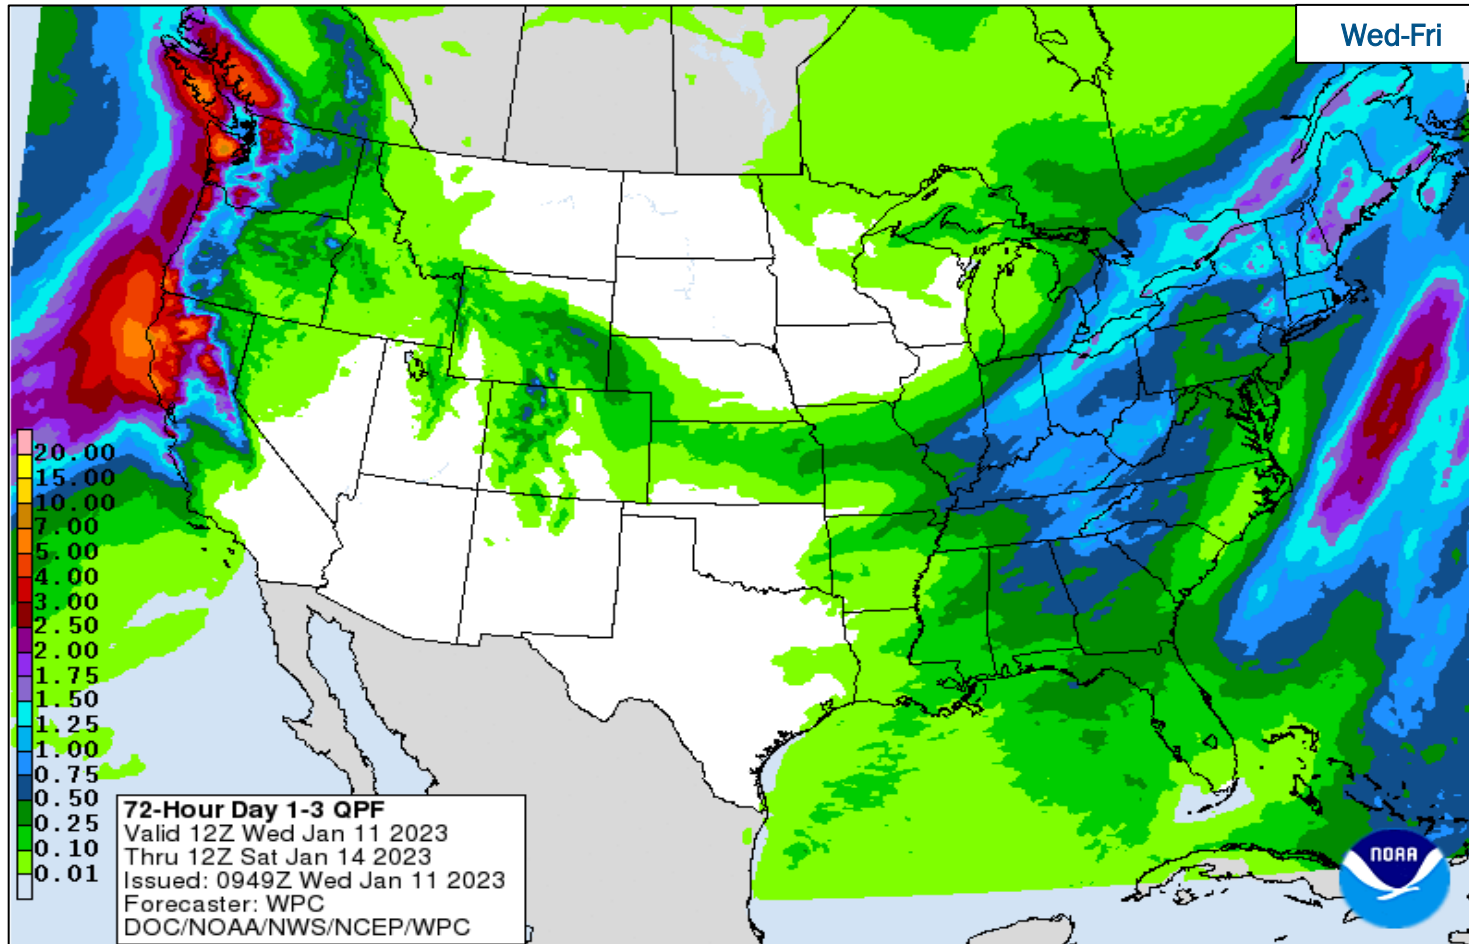 Wed-Fri
20.00
15.00
10.00
7.00
5.00
4.00
3.00
2.50
2.00
1.75
1.50
1.25
1.00
0.75
0.50
0.25
0.10
0.01
72-Hour Day 1-3 QPF
Valid 12Z Wed Jan 11 2023
Thru 12Z Sat Jan 14 2023
Issued: 0949Z Wed Jan 11 2023
Forecaster: WPC
DOC/NOAA/NWS/NCEP/WPC
NOAA